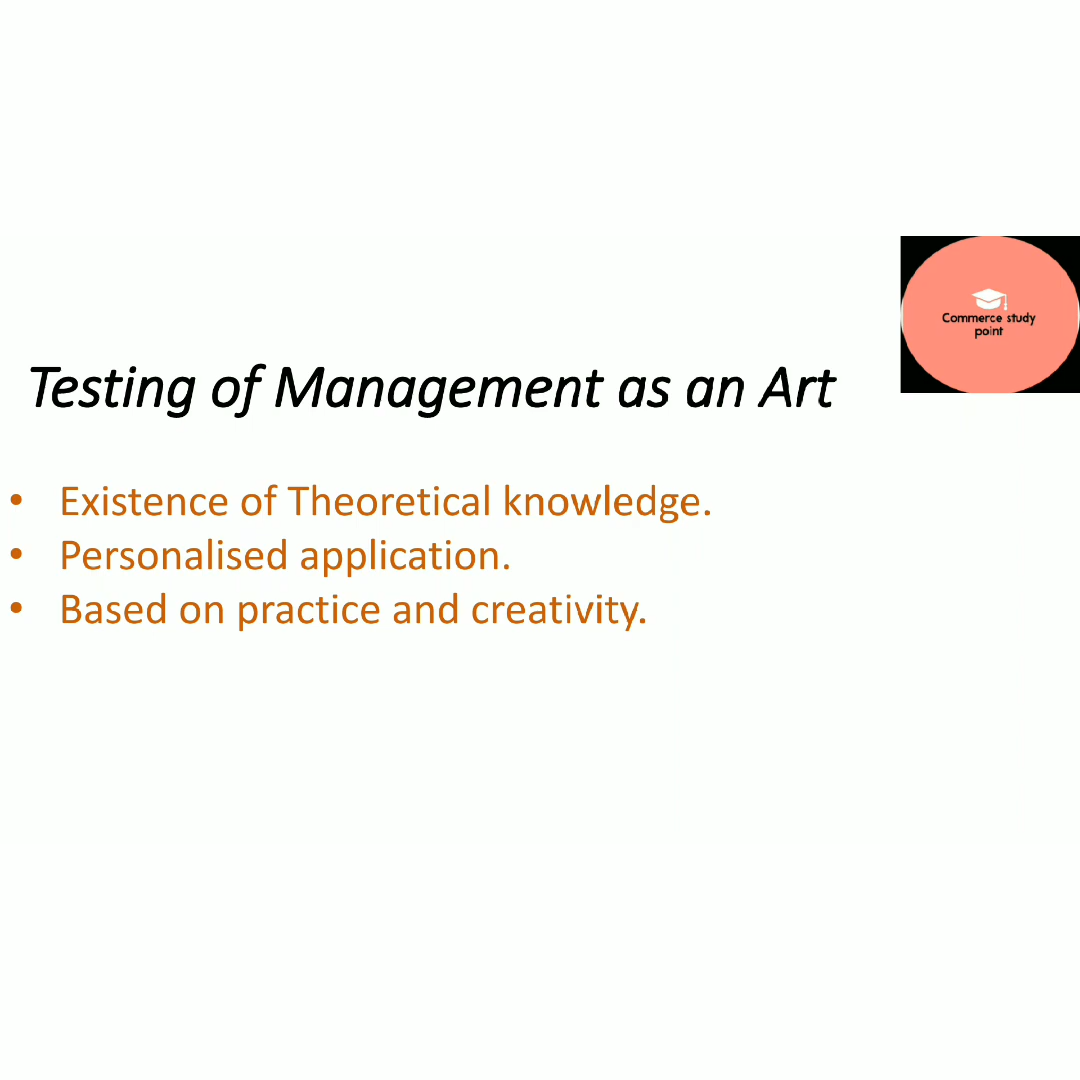 Commerce study
point
Testing of Management as an Art
• Existence of Theoretical knowledge.
• Personalised application.
• Based on practice and creativity.